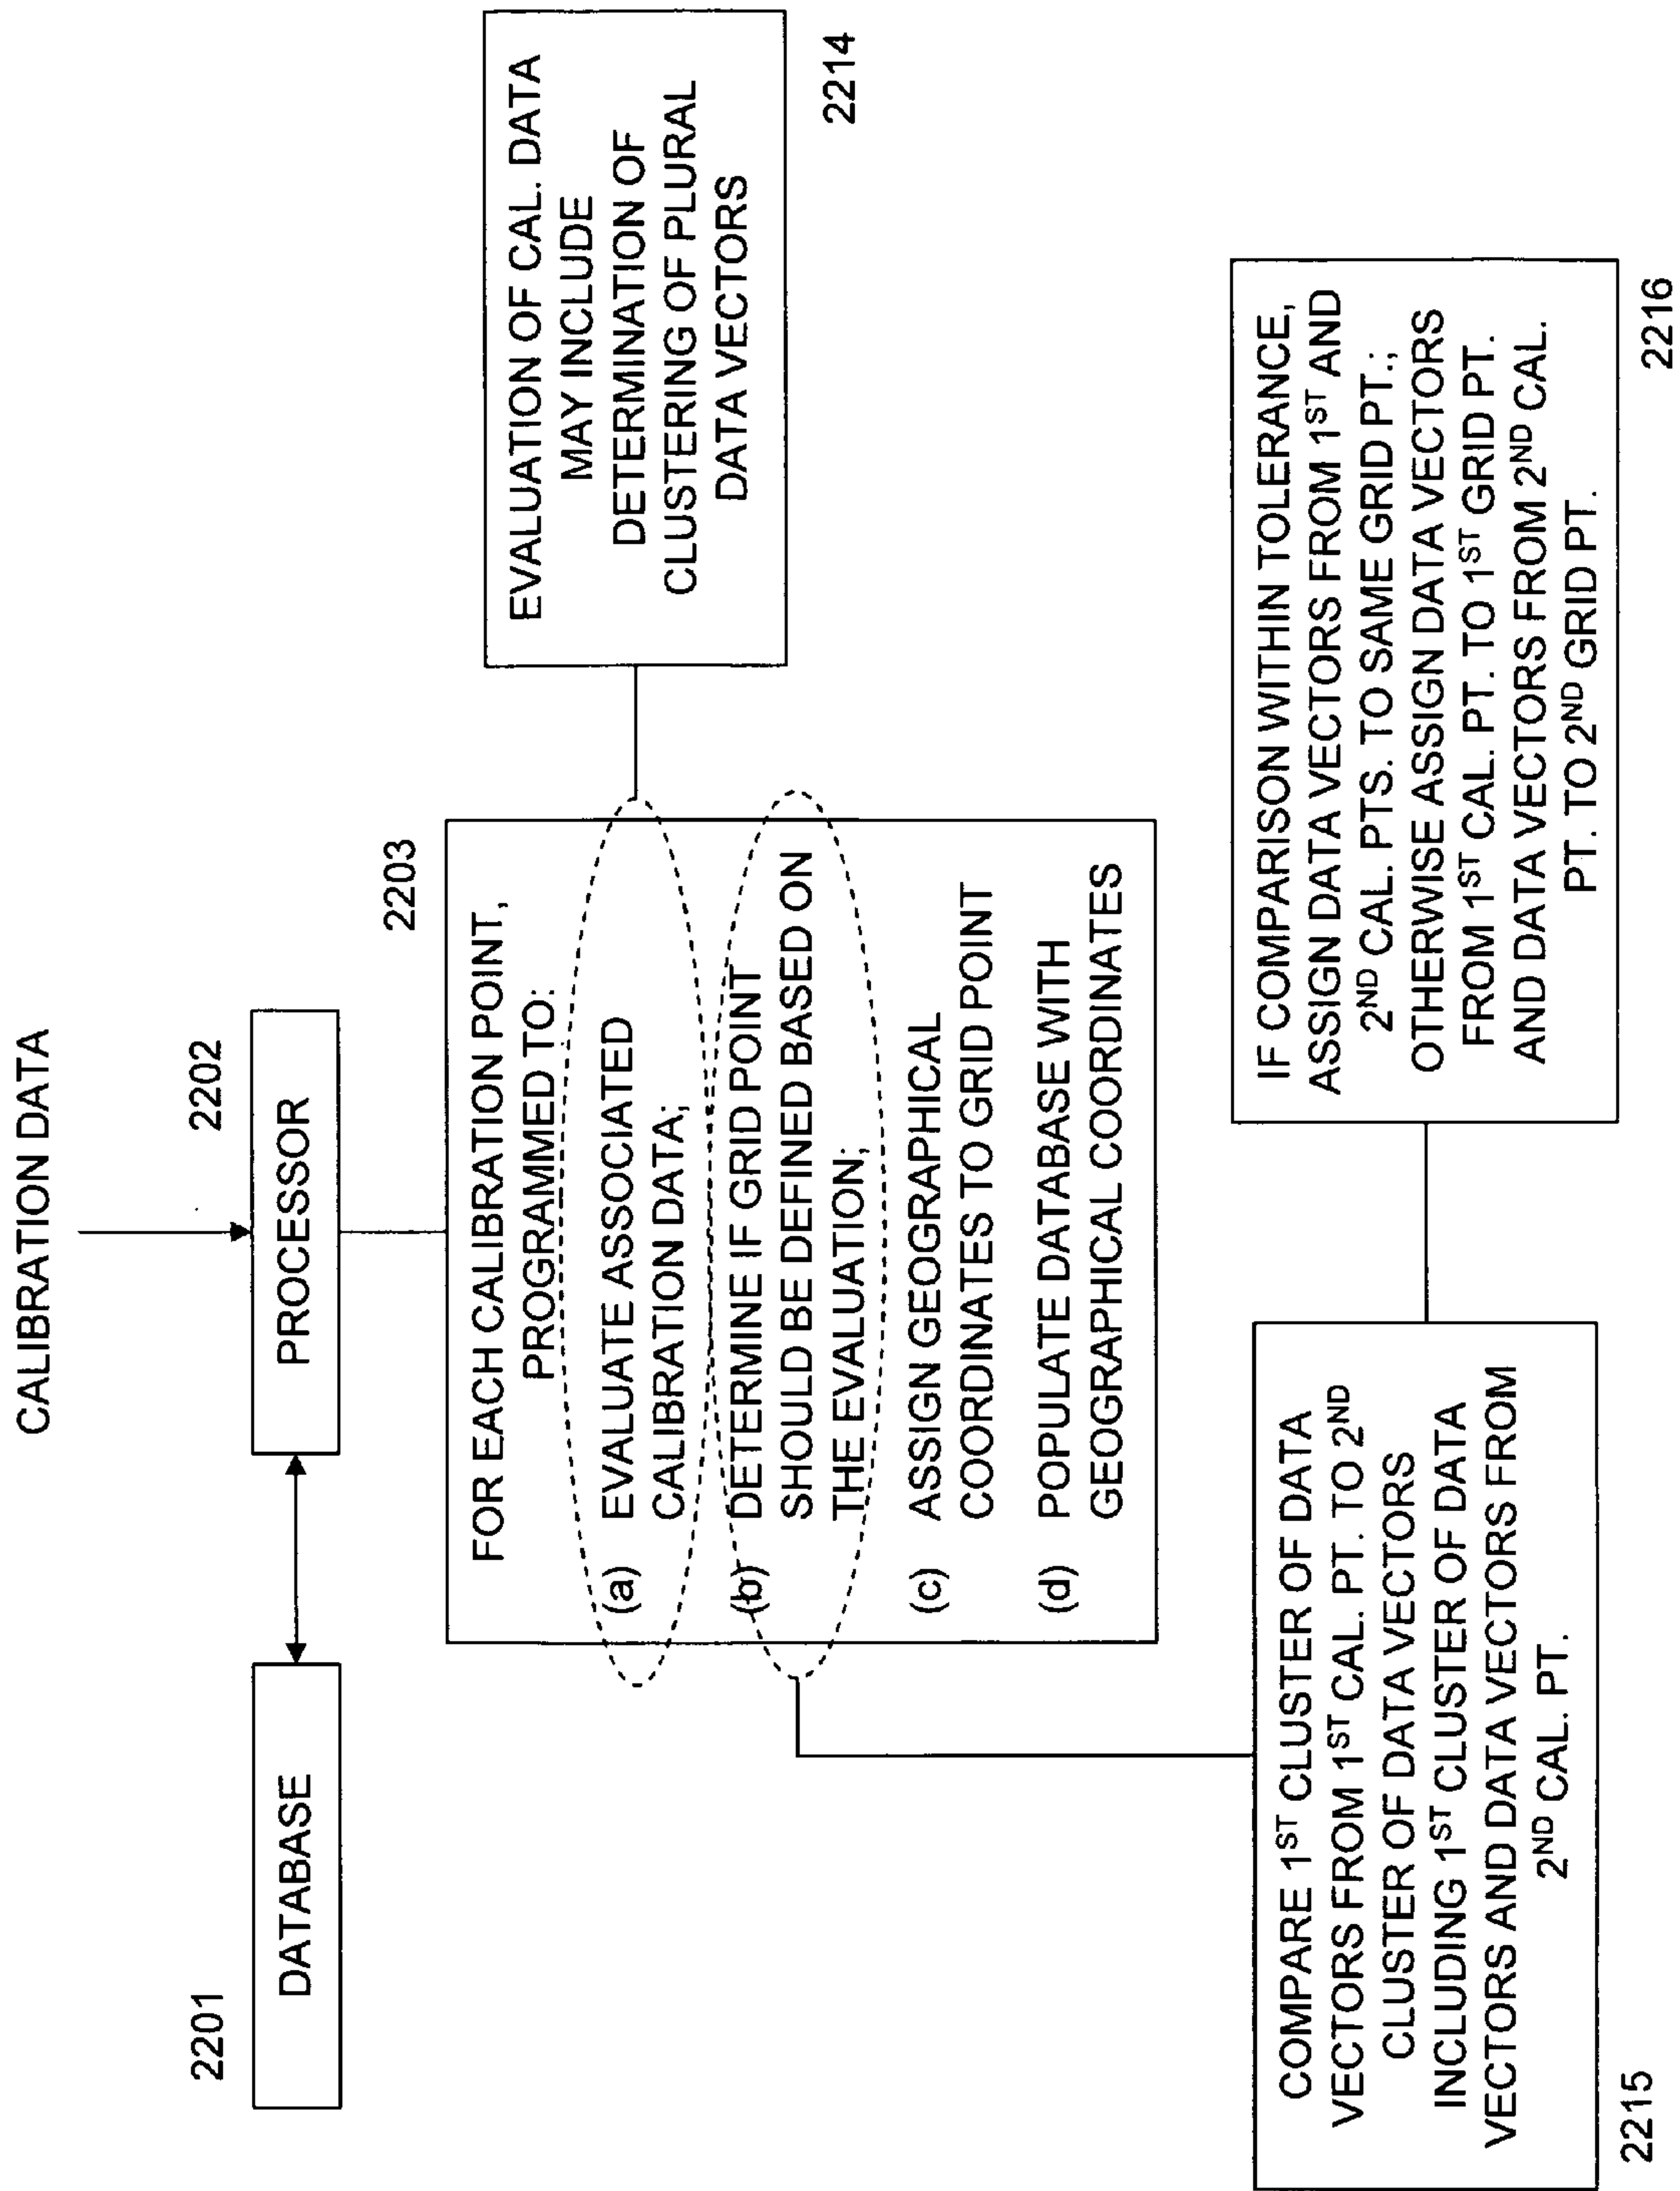 CALIBRATION DATA
2201
DATABASE
2202
PROCESSOR
2203
FOR EACH CALIBRATION POINT,
PROGRAMMED TO:
(a) EVALUATE ASSOCIATED
CALIBRATION DATA;
(b) DETERMINE IF GRID POINT
SHOULD BE DEFINED BASED ON
THE EVALUATION;
(c) ASSIGN GEOGRAPHICAL
COORDINATES TO GRID POINT
(d) POPULATE DATABASE WITH
GEOGRAPHICAL COORDINATES
EVALUATION OF CAL. DATA
MAY INCLUDE
DETERMINATION OF
CLUSTERING OF PLURAL
DATA VECTORS
2214
COMPARE 1ST CLUSTER OF DATA
VECTORS FROM 1ST CAL. PT. TO 2ND
CLUSTER OF DATA VECTORS
INCLUDING 1ST CLUSTER OF DATA
VECTORS AND DATA VECTORS FROM
2ND CAL. PT.
2215
IF COMPARISON WITHIN TOLERANCE,
ASSIGN DATA VECTORS FROM 1ST AND
2ND CAL. PTS. TO SAME GRID PT.;
OTHERWISE ASSIGN DATA VECTORS
FROM 1ST CAL. PT. TO 1ST GRID PT.
AND DATA VECTORS FROM 2ND CAL.
PT. TO 2ND GRID PT.
2216